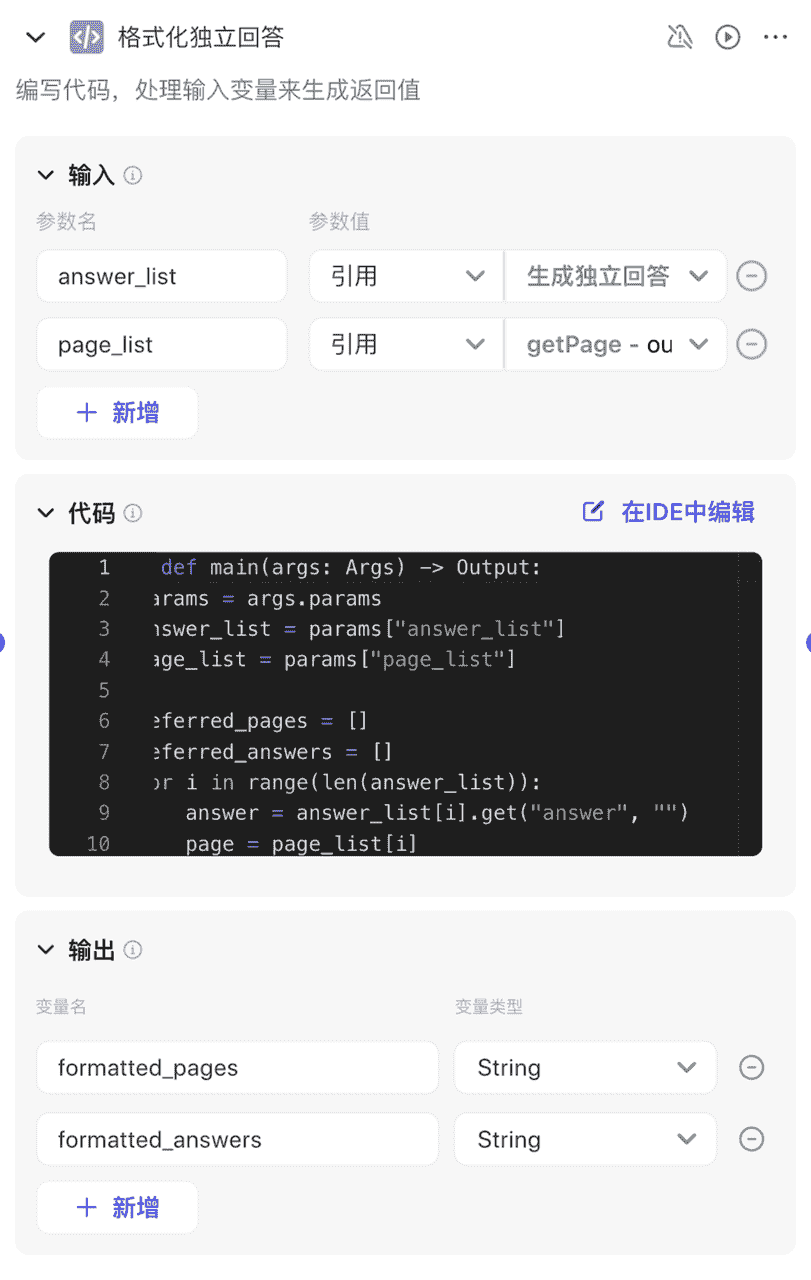 格式化独立回答
编写代码，处理输入变量来生成返回值
输入
参数名 参数值
answer_list 引用 生成独立回答
page_list 引用 getPage - ou
+ 新增
代码 在IDE中编辑
1 def main(args: Args) -> Output:
2 arams = args.params
3 nswer_list = params["answer_list"]
4 age_list = params["page_list"]
5
6 eferred_pages = []
7 eferred_answers = []
8 or i in range(len(answer_list)):
9 answer = answer_list[i].get("answer", "")
10 page = page_list[i]
输出
变量名 变量类型
formatted_pages String
formatted_answers String
+ 新增